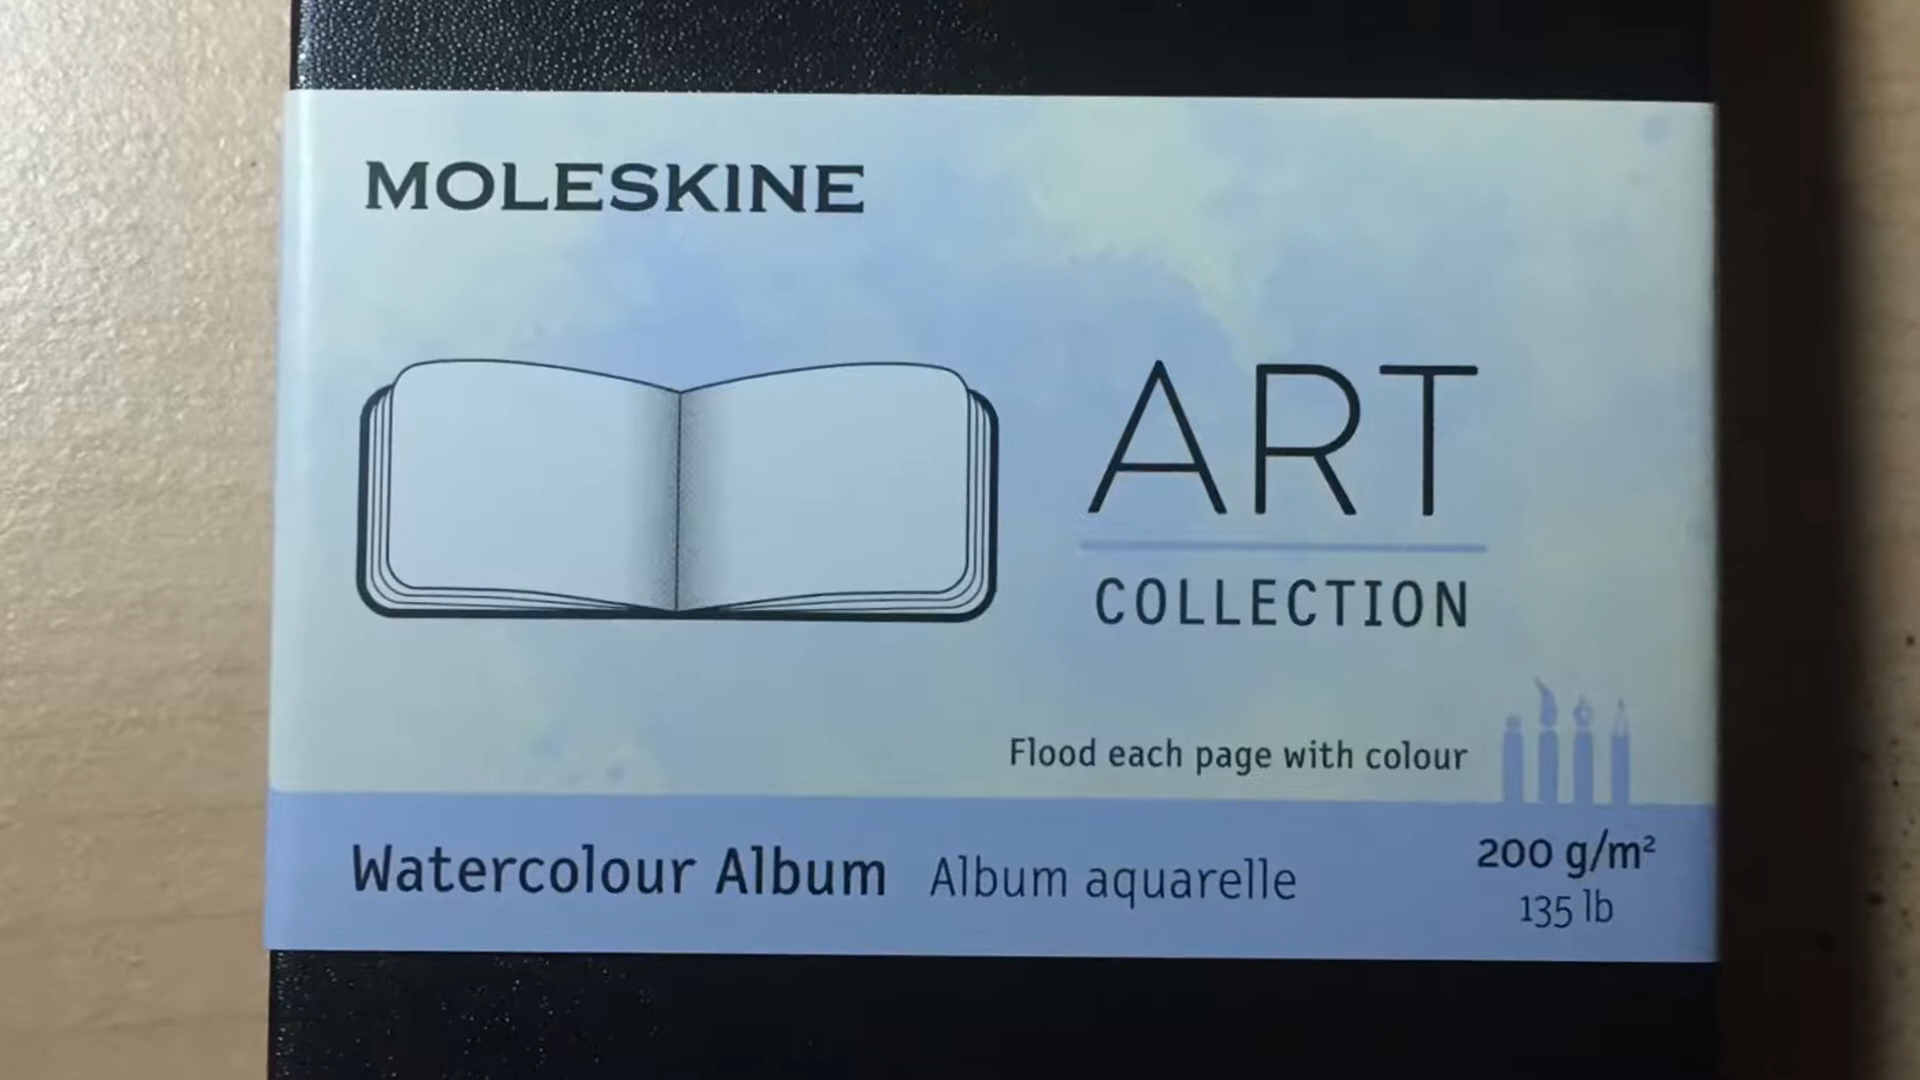 MOLESKINE
ART
COLLECTION
Flood each page with colour
Watercolour Album Album aquarelle
200 g/m²
135 lb